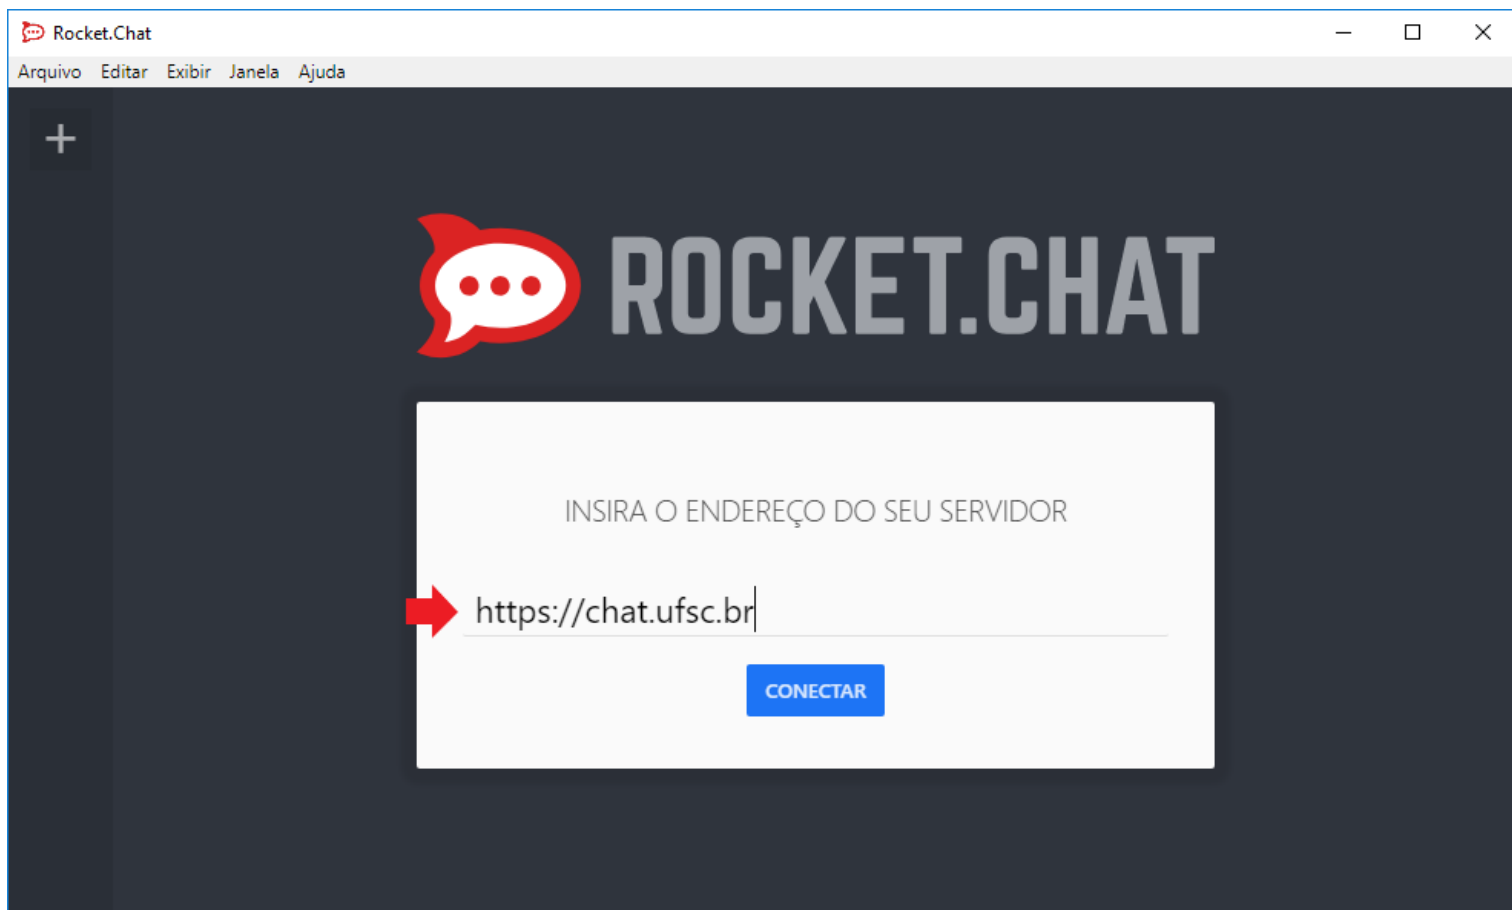 Rocket.Chat
Arquivo Editar Exibir Janela Ajuda
ROCKET.CHAT
INSIRA O ENDEREÇO DO SEU SERVIDOR
https://chat.ufsc.br
CONECTAR